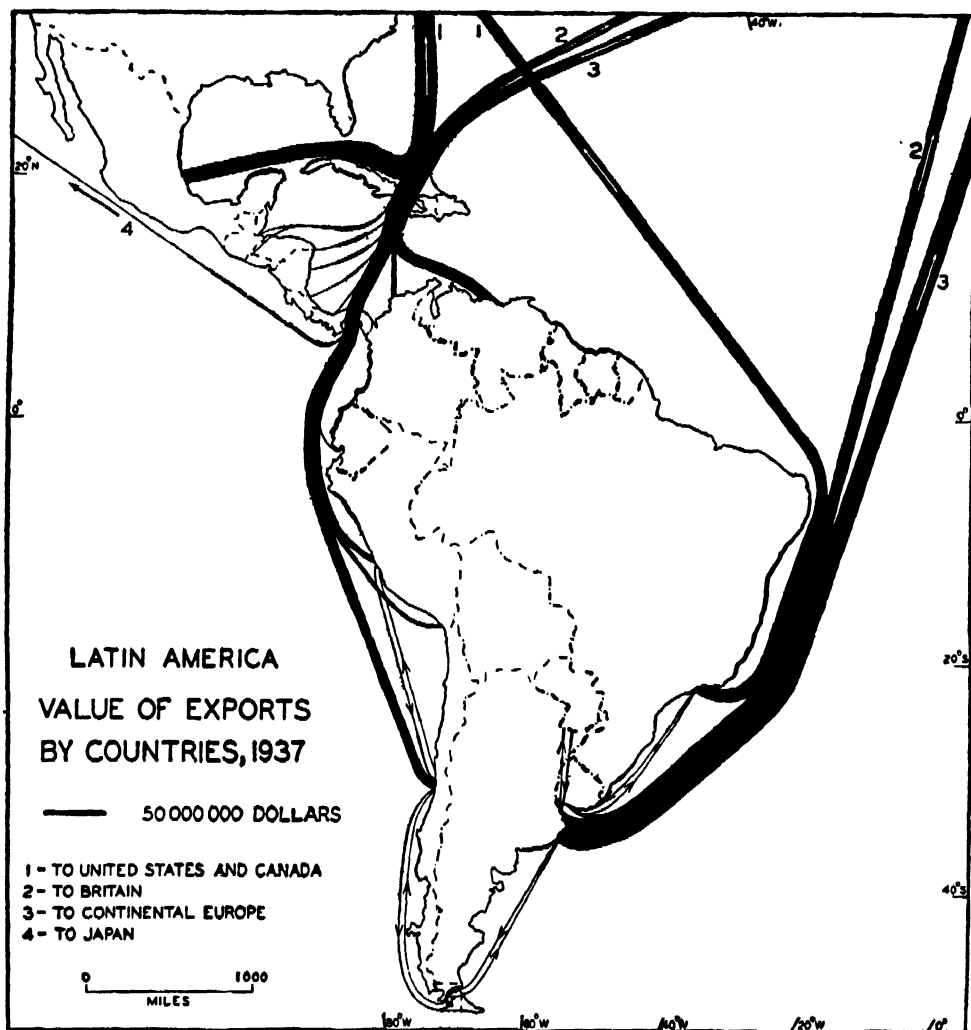 1 1 2 40°W.
3
2
20°N
4
3
0° 0°
LATIN AMERICA
20°S
VALUE OF EXPORTS
BY COUNTRIES, 1937
50 000 000 DOLLARS
1 - TO UNITED STATES AND CANADA
2 - TO BRITAIN
40°S
3 - TO CONTINENTAL EUROPE
4 - TO JAPAN
0 1000
MILES
80°W 60°W 40°W 20°W 0°